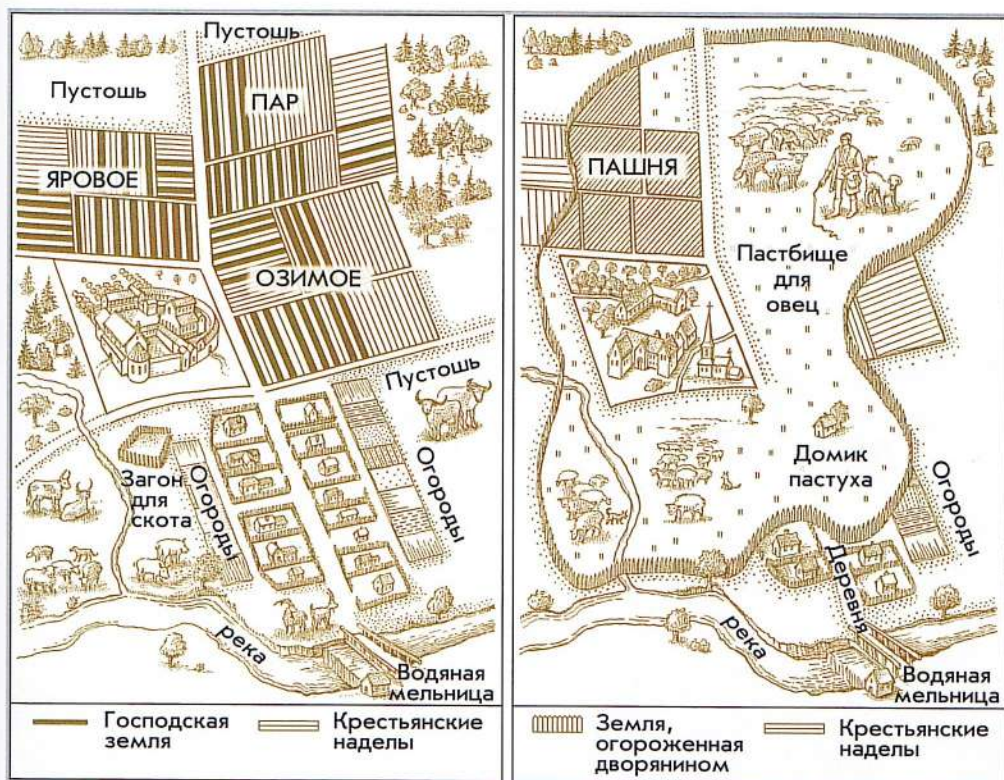 Пустошь
Пустошь
ПАР
ЯРОВОЕ
ОЗИМОЕ
Пустошь
Загон
для
скота
Огороды
Огороды
река
Водяная
мельница
Господская
земля
Крестьянские
наделы
ПАШНЯ
Пастбище
для
овец
Домик
пастуха
Огороды
Деревня
река
Водяная
мельница
Земля,
огороженная
дворянином
Крестьянские
наделы